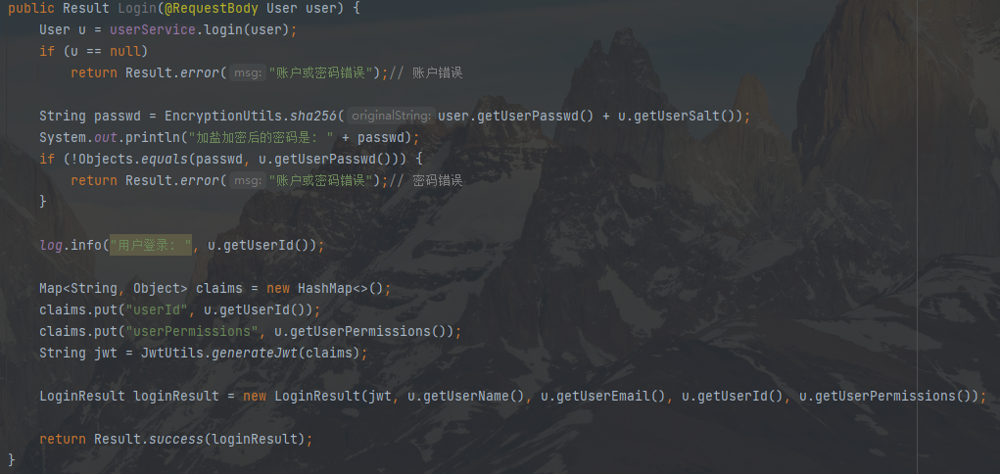 public Result Login(@RequestBody User user) {
User u = userService.login(user);
if (u == null)
return Result.error( msg: "账户或密码错误");// 账户错误
String passwd = EncryptionUtils.sha256( originalString: user.getUserPasswd() + u.getUserSalt());
System.out.println("加盐加密后的密码是: " + passwd);
if (!Objects.equals(passwd, u.getUserPasswd())) {
return Result.error( msg: "账户或密码错误");// 密码错误
}
log.info("用户登录: ", u.getUserId());
Map<String, Object> claims = new HashMap<>();
claims.put("userId", u.getUserId());
claims.put("userPermissions", u.getUserPermissions());
String jwt = JwtUtils.generateJwt(claims);
LoginResult loginResult = new LoginResult(jwt, u.getUserName(), u.getUserEmail(), u.getUserId(), u.getUserPermissions());
return Result.success(loginResult);
}